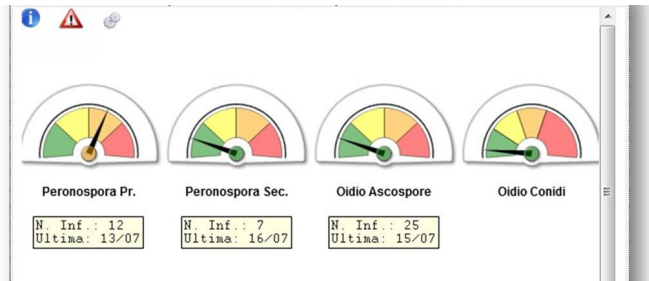 Peronospora Pr.
Peronospora Sec.
Oidio Ascospore
Oidio Conidi
N. Inf.: 12
Ultima: 13/07
N. Inf.: 7
Ultima: 16/07
N. Inf.: 25
Ultima: 15/07